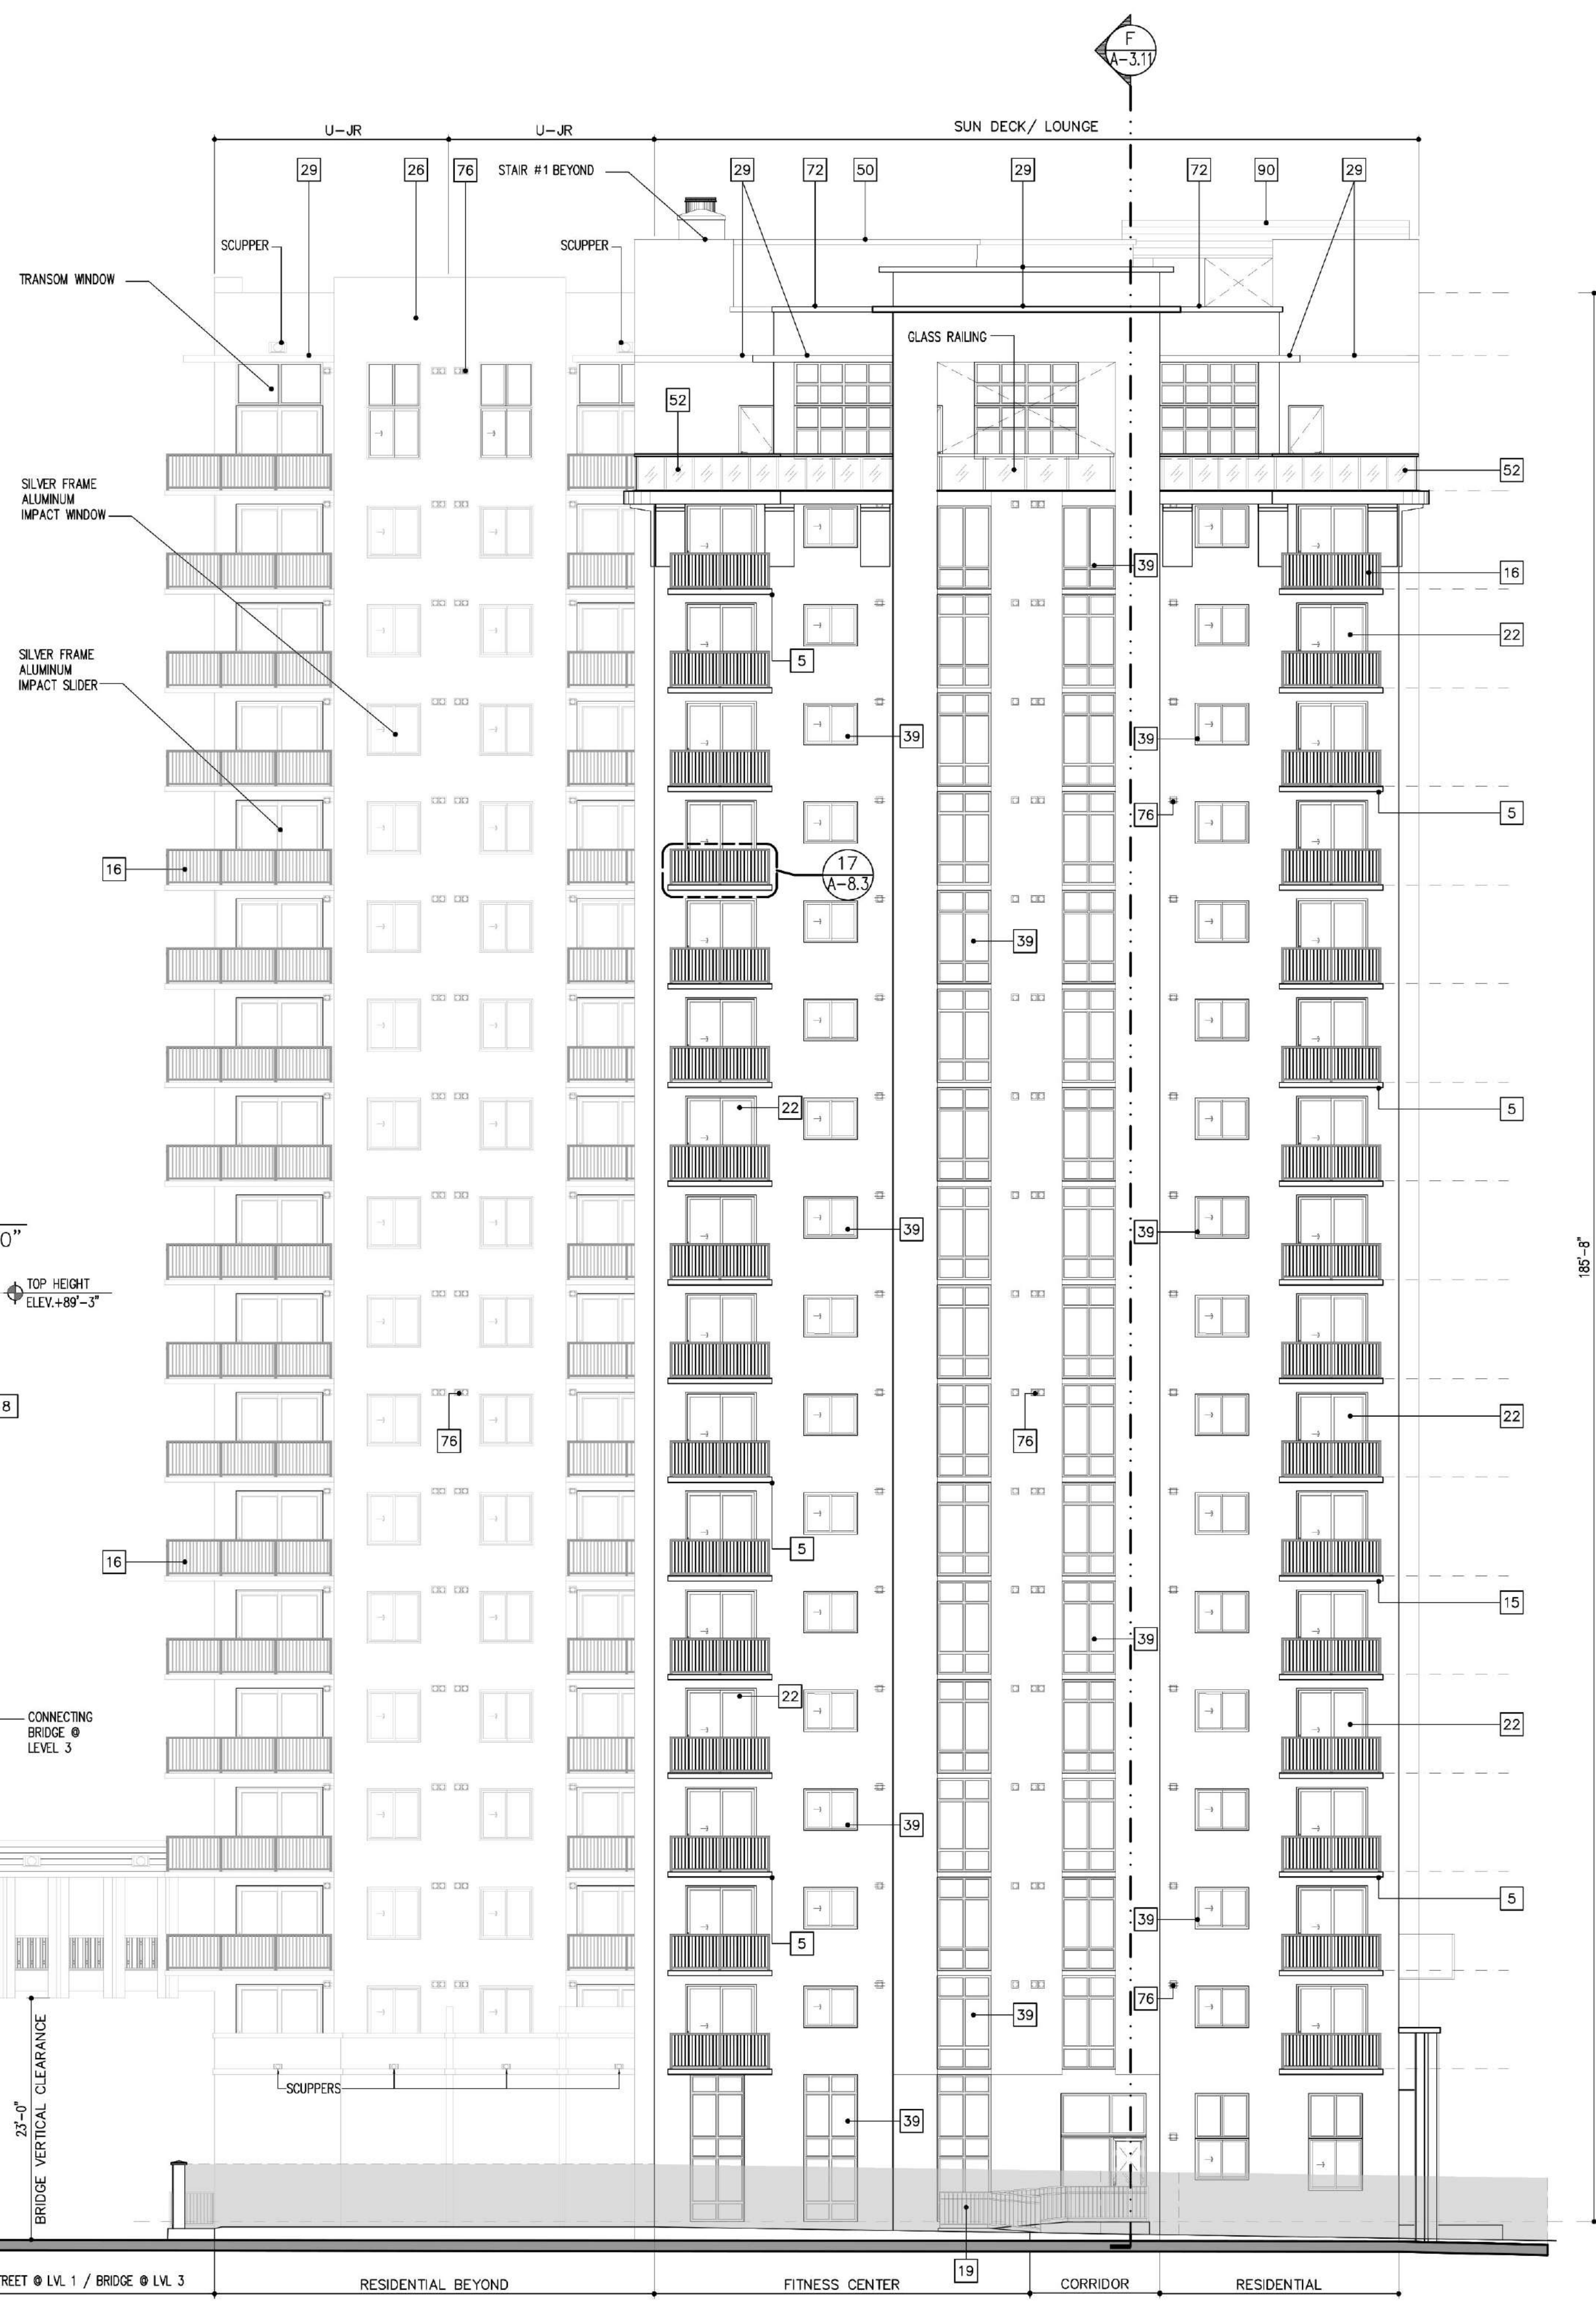 F
A-3.11
U-JR
U-JR
SUN DECK/ LOUNGE
29
26
76
STAIR #1 BEYOND
29
72
50
29
72
90
29
SCUPPER
SCUPPER
TRANSOM WINDOW
GLASS RAILING
52
52
SILVER FRAME
ALUMINUM
IMPACT WINDOW
39
16
22
SILVER FRAME
ALUMINUM
IMPACT SLIDER
5
39
39
76
5
16
17
A-8.3
39
22
5
39
39
0"
185'-8"
TOP HEIGHT
ELEV.+89'-3"
8
22
76
76
16
5
15
39
22
22
CONNECTING
BRIDGE @
LEVEL 3
39
5
39
5
76
39
23'-0"
BRIDGE VERTICAL CLEARANCE
SCUPPERS
39
19
REET @ LVL 1 / BRIDGE @ LVL 3
RESIDENTIAL BEYOND
FITNESS CENTER
CORRIDOR
RESIDENTIAL